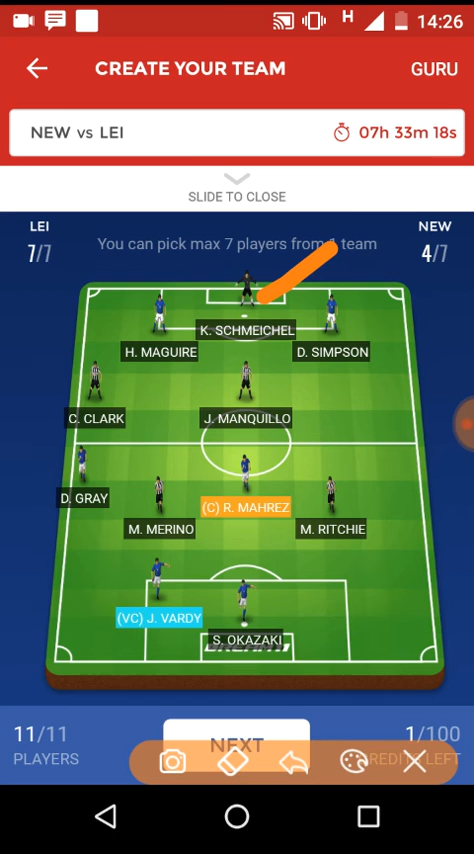 H 14:26
CREATE YOUR TEAM GURU
NEW vs LEI 07h 33m 18s
SLIDE TO CLOSE
LEI NEW
7/7 You can pick max 7 players from 1 team 4/7
K. SCHMEICHEL
H. MAGUIRE D. SIMPSON
C. CLARK J. MANQUILLO
D. GRAY
(C) R. MAHREZ
M. MERINO M. RITCHIE
(VC) J. VARDY
S. OKAZAKI
11/11 NEXT 1/100
PLAYERS LEFT